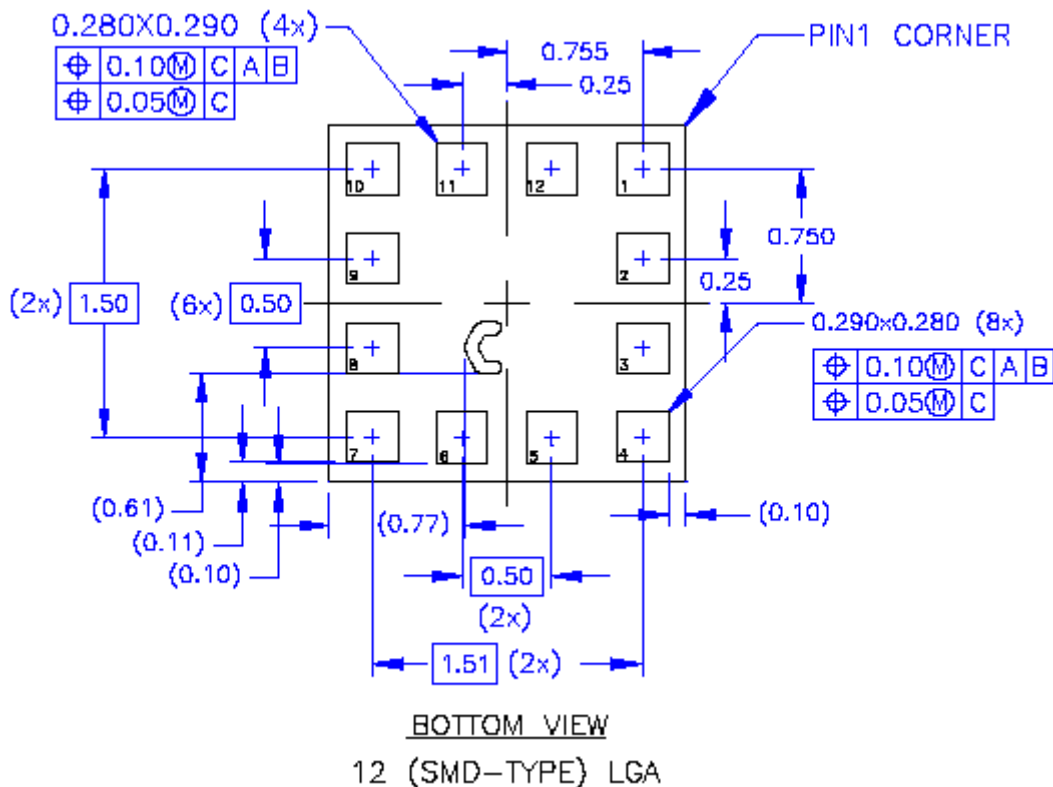 0.280X0.290 (4x)
⌖ 0.10Ⓜ C A B
⌖ 0.05Ⓜ C
0.755
0.25
PIN1 CORNER
10 11 12 1
9 2
8 3
7 6 5 4
(2x) 1.50
(6x) 0.50
0.750
0.25
0.290x0.280 (8x)
⌖ 0.10Ⓜ C A B
⌖ 0.05Ⓜ C
(0.61)
(0.11)
(0.10)
(0.77)
(0.10)
0.50
(2x)
1.51 (2x)
BOTTOM VIEW
12 (SMD-TYPE) LGA